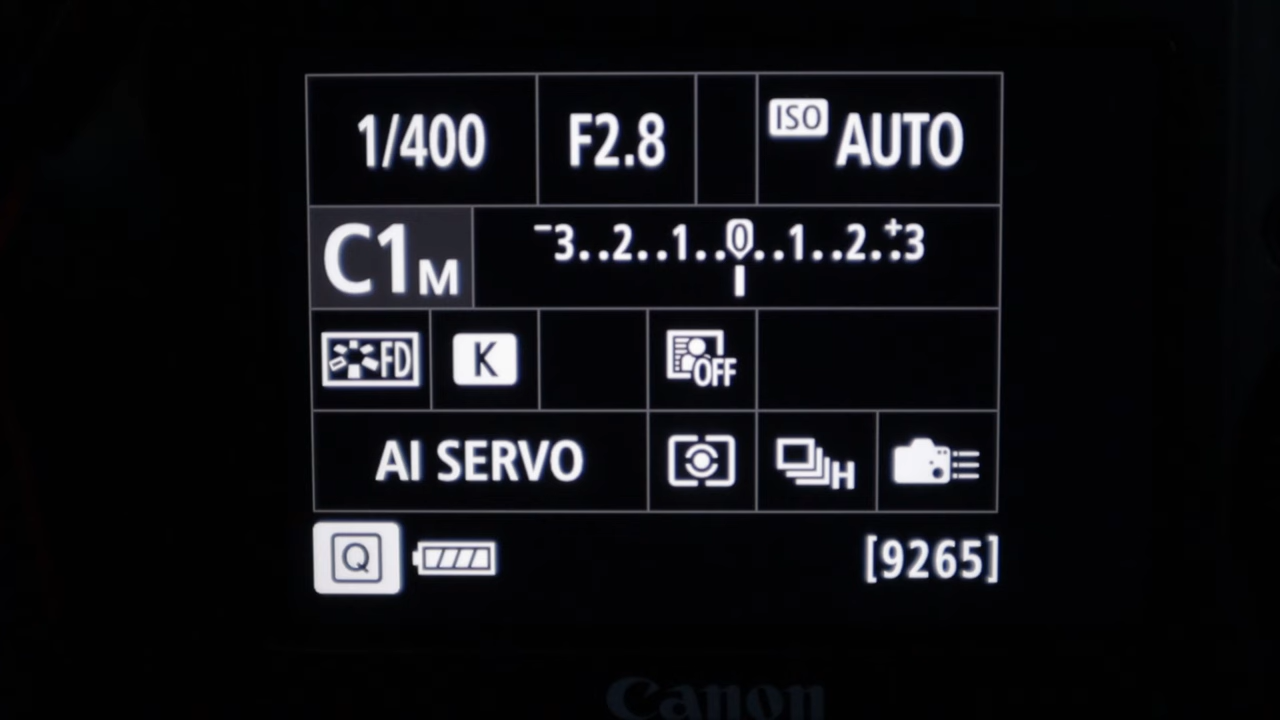 1/400 F2.8 ISO AUTO
C1M -3..2..1..0..1..2..+3
FD K OFF
AI SERVO H
Q [9265]
Canon